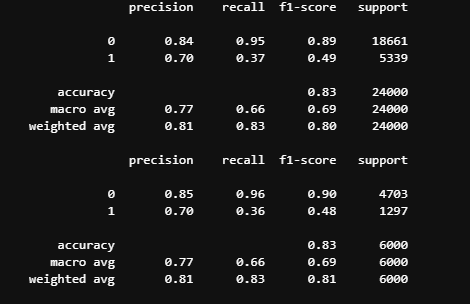 precision recall f1-score support
0 0.84 0.95 0.89 18661
1 0.70 0.37 0.49 5339
accuracy 0.83 24000
macro avg 0.77 0.66 0.69 24000
weighted avg 0.81 0.83 0.80 24000
precision recall f1-score support
0 0.85 0.96 0.90 4703
1 0.70 0.36 0.48 1297
accuracy 0.83 6000
macro avg 0.77 0.66 0.69 6000
weighted avg 0.81 0.83 0.81 6000